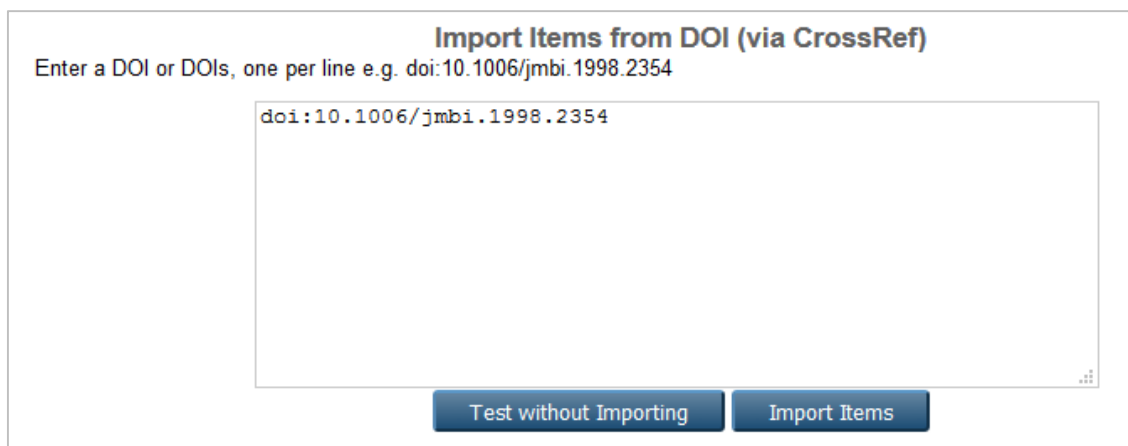 Import Items from DOI (via CrossRef)
Enter a DOI or DOIs, one per line e.g. doi:10.1006/jmbi.1998.2354
doi:10.1006/jmbi.1998.2354
Test without Importing
Import Items